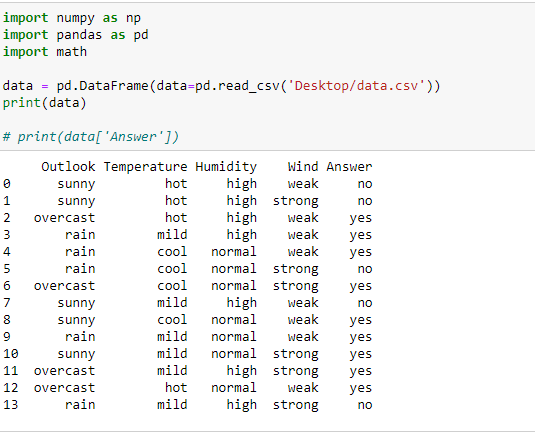 import numpy as np
import pandas as pd
import math
data = pd.DataFrame(data=pd.read_csv('Desktop/data.csv'))
print(data)
# print(data['Answer'])
Outlook Temperature Humidity Wind Answer
0 sunny hot high weak no
1 sunny hot high strong no
2 overcast hot high weak yes
3 rain mild high weak yes
4 rain cool normal weak yes
5 rain cool normal strong no
6 overcast cool normal strong yes
7 sunny mild high weak no
8 sunny cool normal weak yes
9 rain mild normal weak yes
10 sunny mild normal strong yes
11 overcast mild high strong yes
12 overcast hot normal weak yes
13 rain mild high strong no